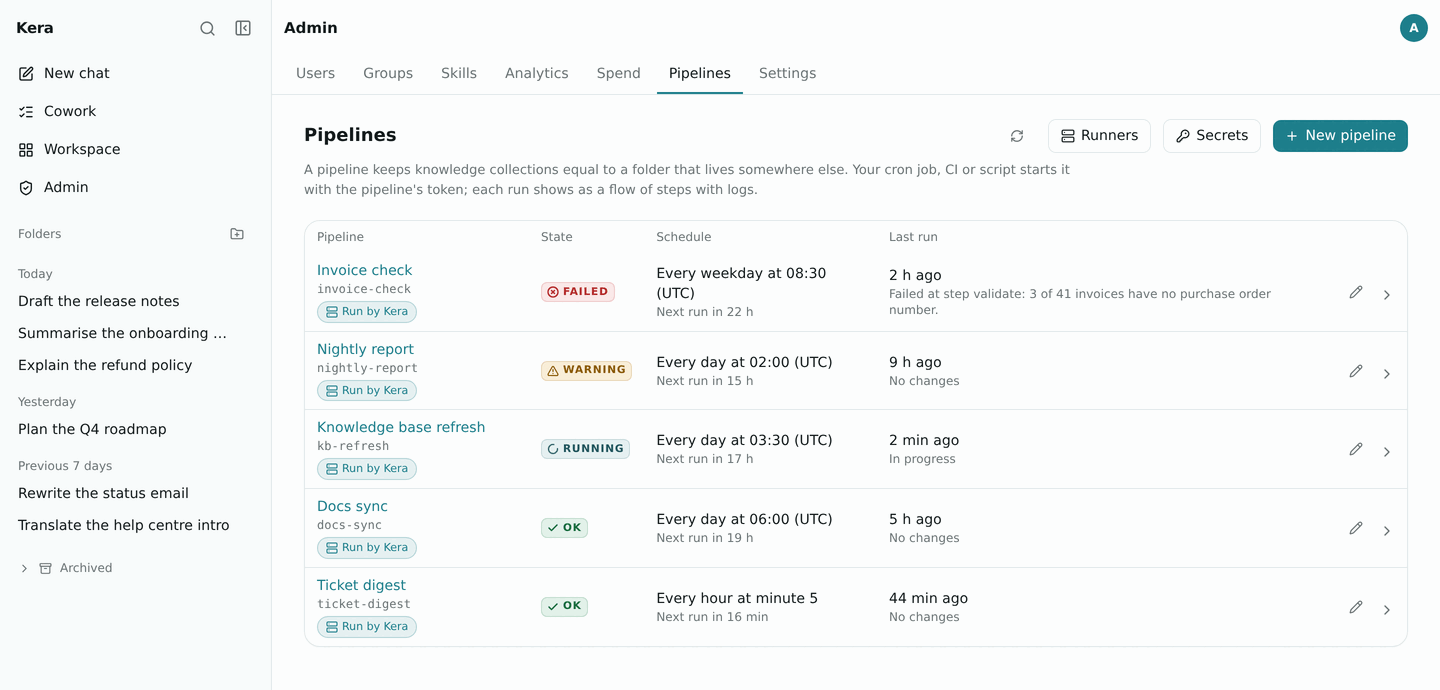 Kera
New chat
Cowork
Workspace
Admin
Folders
Today
Draft the release notes
Summarise the onboarding ...
Explain the refund policy
Yesterday
Plan the Q4 roadmap
Previous 7 days
Rewrite the status email
Translate the help centre intro
Archived
Admin
A
Users
Groups
Skills
Analytics
Spend
Pipelines
Settings
Pipelines
Runners
Secrets
New pipeline
A pipeline keeps knowledge collections equal to a folder that lives somewhere else. Your cron job, CI or script starts it
with the pipeline's token; each run shows as a flow of steps with logs.
Pipeline
State
Schedule
Last run
Invoice check
invoice-check
Run by Kera
FAILED
Every weekday at 08:30
(UTC)
Next run in 22 h
2 h ago
Failed at step validate: 3 of 41 invoices have no purchase order
number.
Nightly report
nightly-report
Run by Kera
WARNING
Every day at 02:00 (UTC)
Next run in 15 h
9 h ago
No changes
Knowledge base refresh
kb-refresh
Run by Kera
RUNNING
Every day at 03:30 (UTC)
Next run in 17 h
2 min ago
In progress
Docs sync
docs-sync
Run by Kera
OK
Every day at 06:00 (UTC)
Next run in 19 h
5 h ago
No changes
Ticket digest
ticket-digest
Run by Kera
OK
Every hour at minute 5
Next run in 16 min
44 min ago
No changes